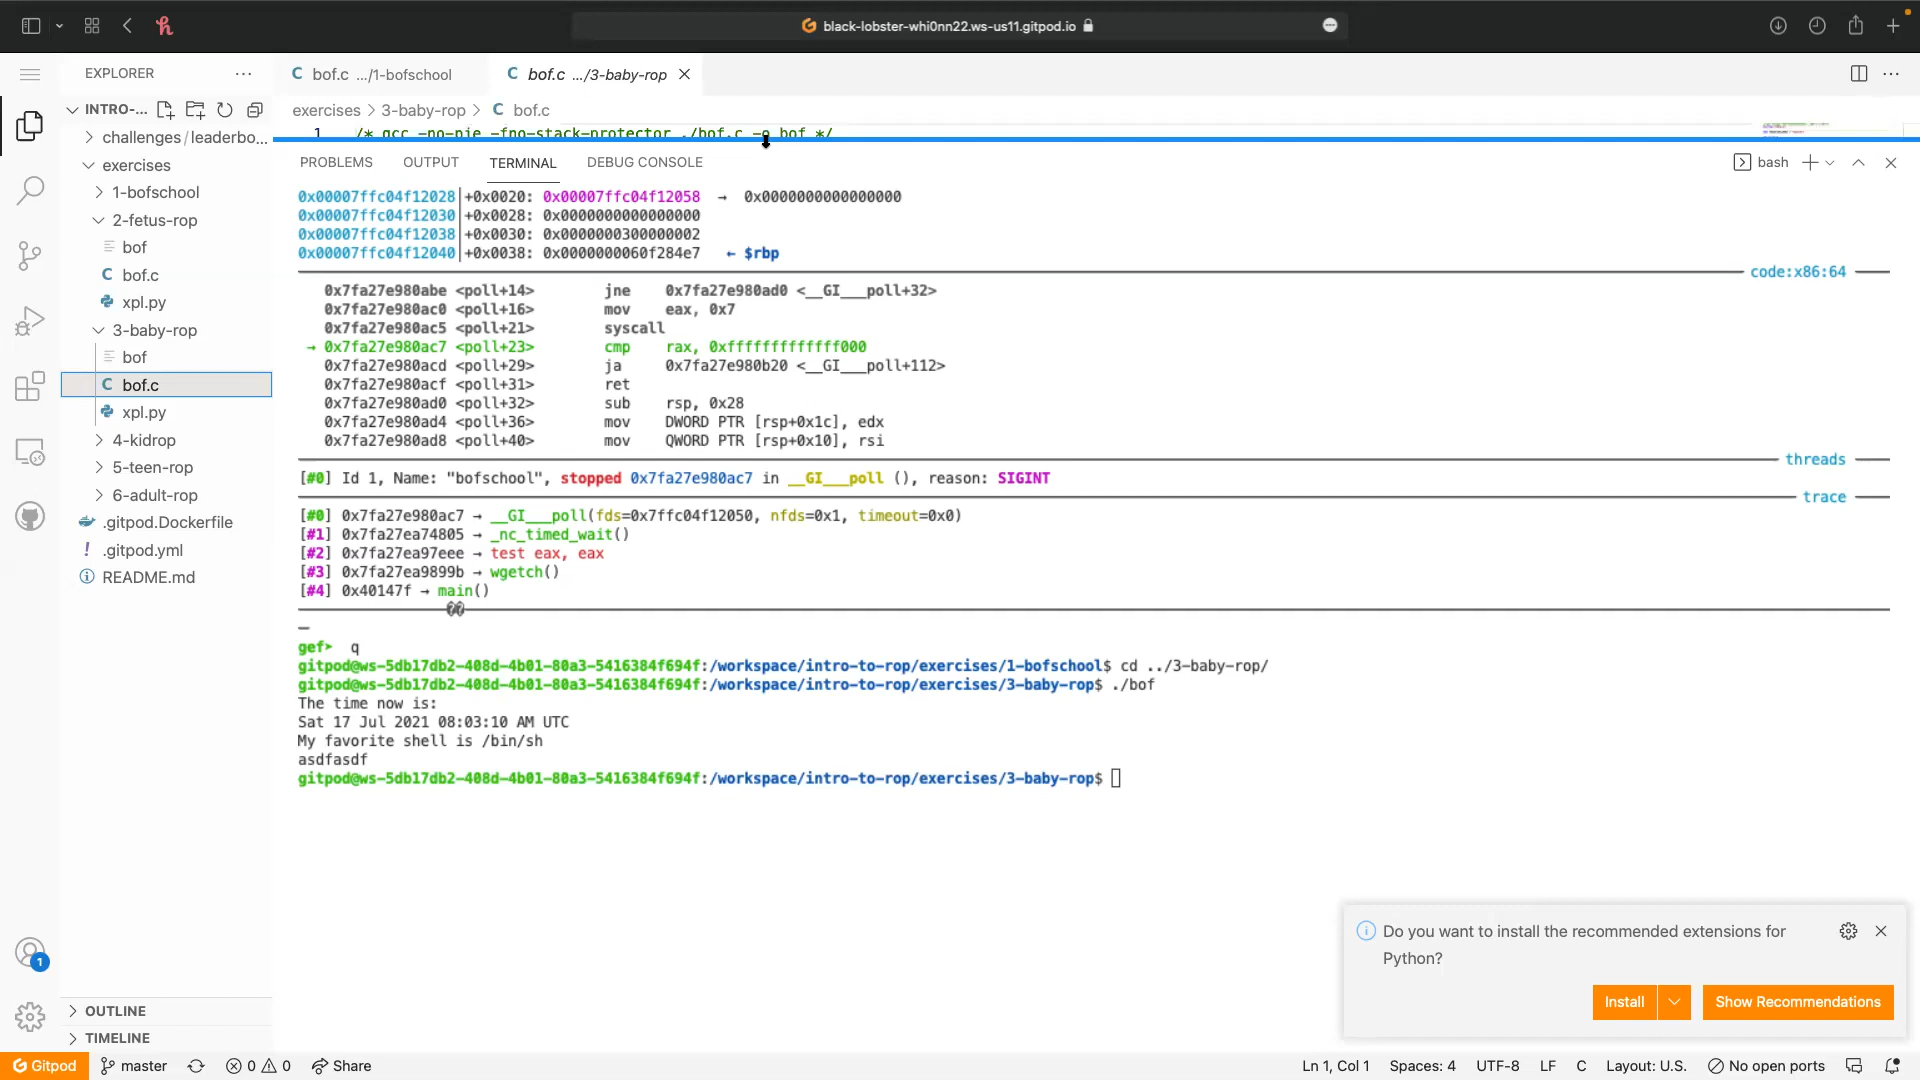 black-lobster-whi0nn22.ws-us11.gitpod.io
EXPLORER
bof.c .../1-bofschool
bof.c .../3-baby-rop
INTRO-...
exercises > 3-baby-rop > C bof.c
challenges/leaderbo...
1 /* gcc -no-pie -fno-stack-protector ./bof.c -o bof */
exercises
1-bofschool
2-fetus-rop
bof
bof.c
xpl.py
3-baby-rop
bof
bof.c
xpl.py
4-kidrop
5-teen-rop
6-adult-rop
.gitpod.Dockerfile
.gitpod.yml
README.md
OUTLINE
TIMELINE
PROBLEMS OUTPUT TERMINAL DEBUG CONSOLE
bash
0x00007ffc04f12028│+0x0020: 0x00007ffc04f12058 → 0x0000000000000000
0x00007ffc04f12030│+0x0028: 0x0000000000000000
0x00007ffc04f12038│+0x0030: 0x0000000300000002
0x00007ffc04f12040│+0x0038: 0x0000000060f284e7 ← $rbp
code:x86:64
0x7fa27e980abe <poll+14> jne 0x7fa27e980ad0 <__GI___poll+32>
0x7fa27e980ac0 <poll+16> mov eax, 0x7
0x7fa27e980ac5 <poll+21> syscall
→ 0x7fa27e980ac7 <poll+23> cmp rax, 0xfffffffffffff000
0x7fa27e980acd <poll+29> ja 0x7fa27e980b20 <__GI___poll+112>
0x7fa27e980acf <poll+31> ret
0x7fa27e980ad0 <poll+32> sub rsp, 0x28
0x7fa27e980ad4 <poll+36> mov DWORD PTR [rsp+0x1c], edx
0x7fa27e980ad8 <poll+40> mov QWORD PTR [rsp+0x10], rsi
threads
[#0] Id 1, Name: "bofschool", stopped 0x7fa27e980ac7 in __GI___poll (), reason: SIGINT
trace
[#0] 0x7fa27e980ac7 → __GI___poll(fds=0x7ffc04f12050, nfds=0x1, timeout=0x0)
[#1] 0x7fa27ea74805 → _nc_timed_wait()
[#2] 0x7fa27ea97eee → test eax, eax
[#3] 0x7fa27ea9899b → wgetch()
[#4] 0x40147f → main()
gef➤ q
gitpod@ws-5db17db2-408d-4b01-80a3-5416384f694f:/workspace/intro-to-rop/exercises/1-bofschool$ cd ../3-baby-rop/
gitpod@ws-5db17db2-408d-4b01-80a3-5416384f694f:/workspace/intro-to-rop/exercises/3-baby-rop$ ./bof
The time now is:
Sat 17 Jul 2021 08:03:10 AM UTC
My favorite shell is /bin/sh
asdfasdf
gitpod@ws-5db17db2-408d-4b01-80a3-5416384f694f:/workspace/intro-to-rop/exercises/3-baby-rop$
Do you want to install the recommended extensions for
Python?
Install
Show Recommendations
1
Gitpod master 0 0 Share
Ln 1, Col 1 Spaces: 4 UTF-8 LF C Layout: U.S. No open ports